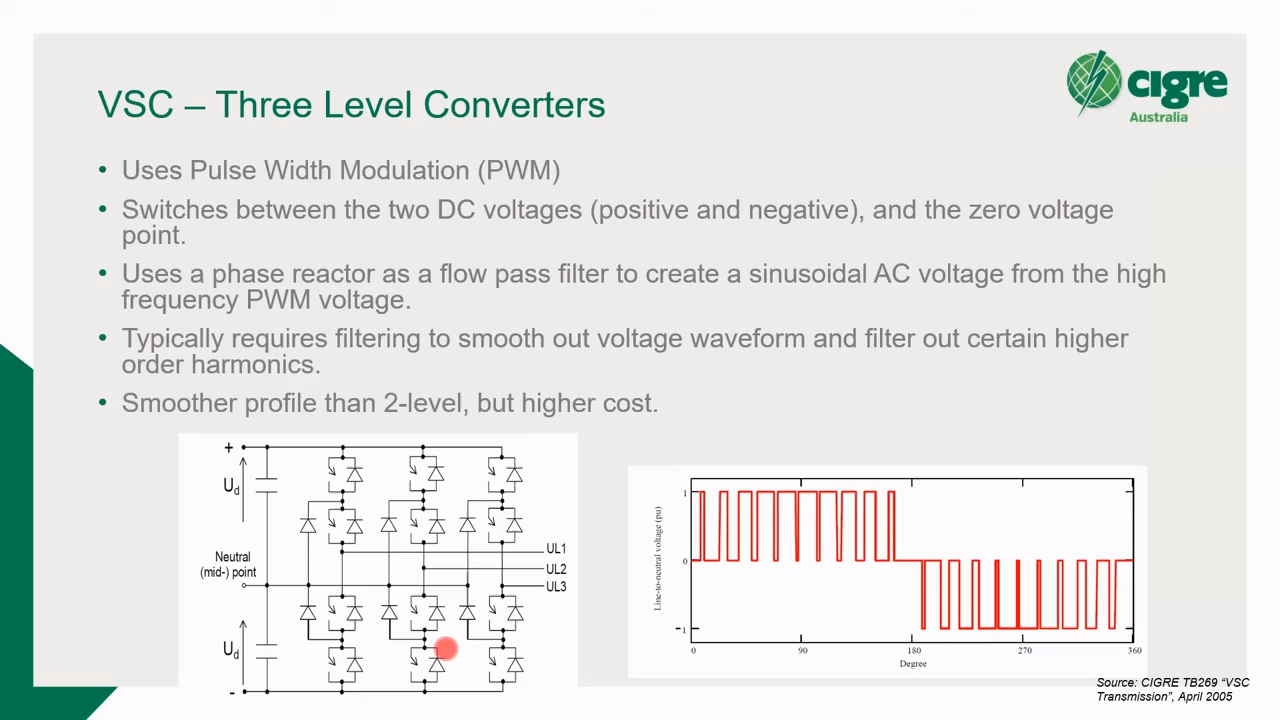 cigre
Australia
VSC – Three Level Converters
• Uses Pulse Width Modulation (PWM)
• Switches between the two DC voltages (positive and negative), and the zero voltage
point.
• Uses a phase reactor as a flow pass filter to create a sinusoidal AC voltage from the high
frequency PWM voltage.
• Typically requires filtering to smooth out voltage waveform and filter out certain higher
order harmonics.
• Smoother profile than 2-level, but higher cost.
+
Ud
Neutral
(mid-) point
UL1
UL2
UL3
Ud
-
Line-to-neutral voltage (pu)
1
0
-1
0 90 180 270 360
Degree
Source: CIGRE TB269 “VSC
Transmission”, April 2005